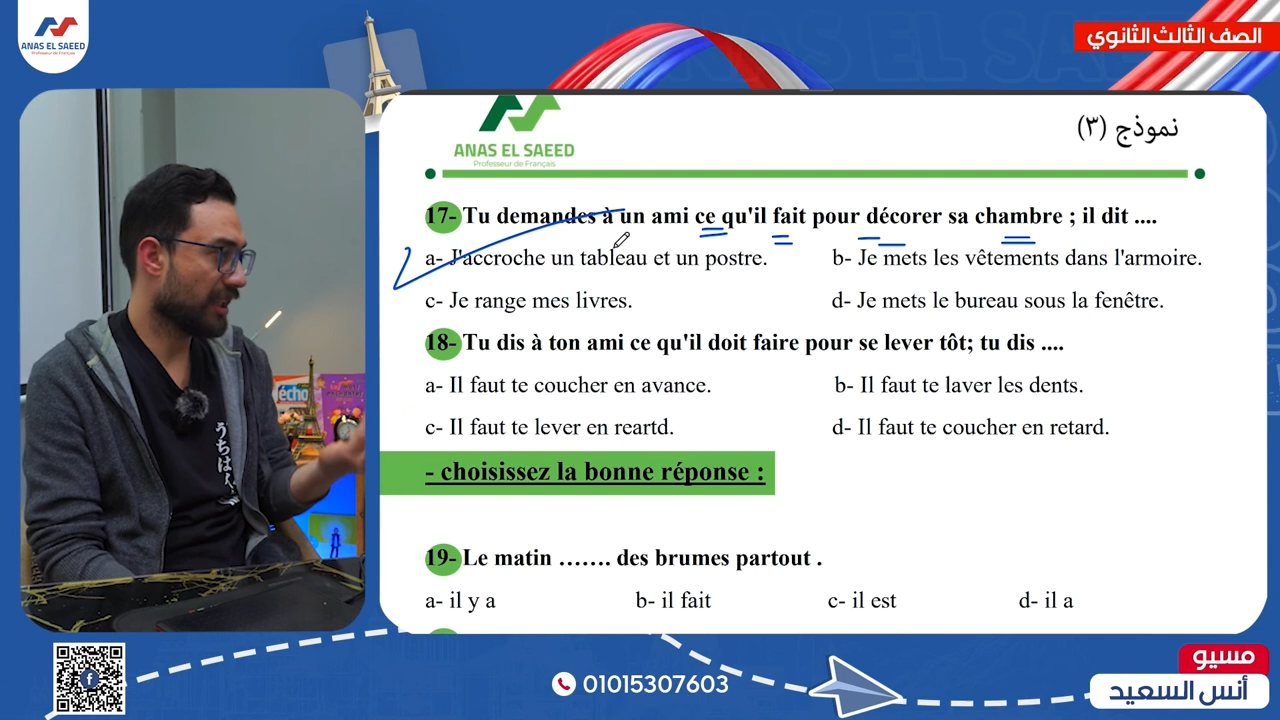 ANAS EL SAEED
Professeur de Français
الصف الثالث الثانوي
ANAS EL SAEED
Professeur de Français
نموذج (٣)
17- Tu demandes à un ami ce qu'il fait pour décorer sa chambre ; il dit ....
a- J'accroche un tableau et un postre.
b- Je mets les vêtements dans l'armoire.
c- Je range mes livres.
d- Je mets le bureau sous la fenêtre.
18- Tu dis à ton ami ce qu'il doit faire pour se lever tôt; tu dis ....
a- Il faut te coucher en avance.
b- Il faut te laver les dents.
c- Il faut te lever en reartd.
d- Il faut te coucher en retard.
- choisissez la bonne réponse :
19- Le matin ……. des brumes partout .
a- il y a
b- il fait
c- il est
d- il a
écho
うちは
01015307603
مسيو
أنس السعيد